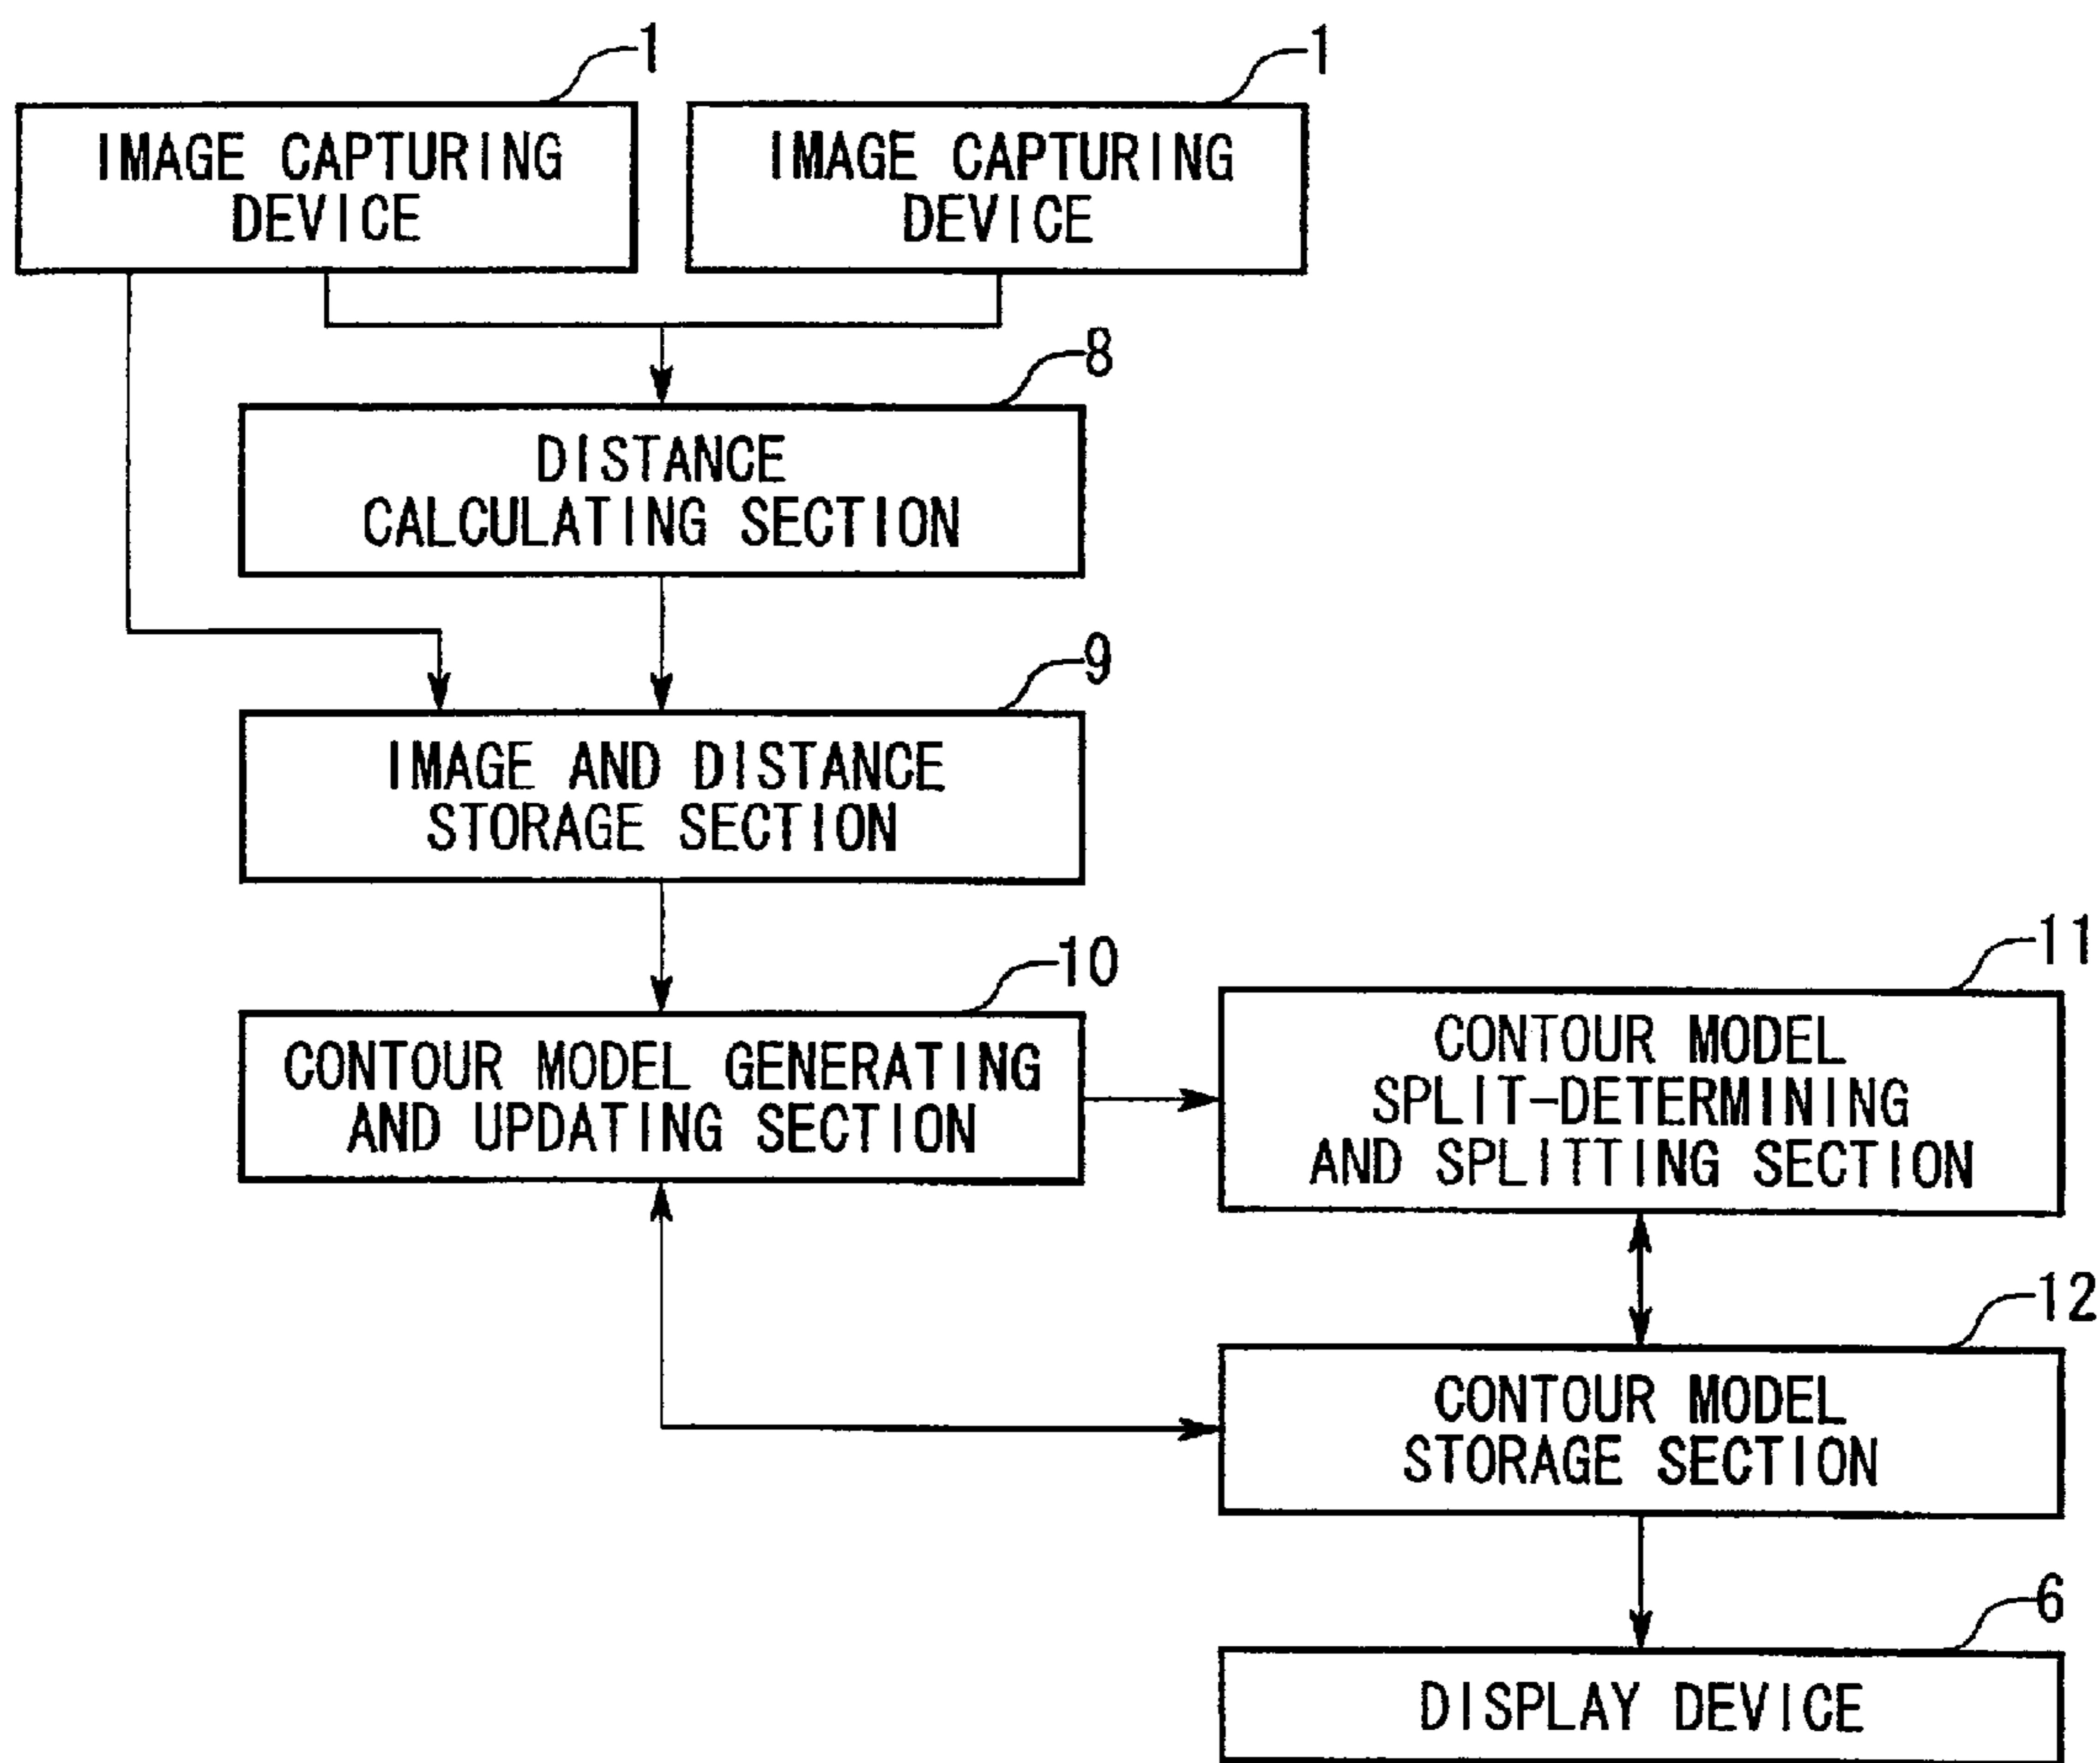 1
1
IMAGE CAPTURING
DEVICE
IMAGE CAPTURING
DEVICE
8
DISTANCE
CALCULATING SECTION
9
IMAGE AND DISTANCE
STORAGE SECTION
10
CONTOUR MODEL GENERATING
AND UPDATING SECTION
11
CONTOUR MODEL
SPLIT-DETERMINING
AND SPLITTING SECTION
12
CONTOUR MODEL
STORAGE SECTION
6
DISPLAY DEVICE